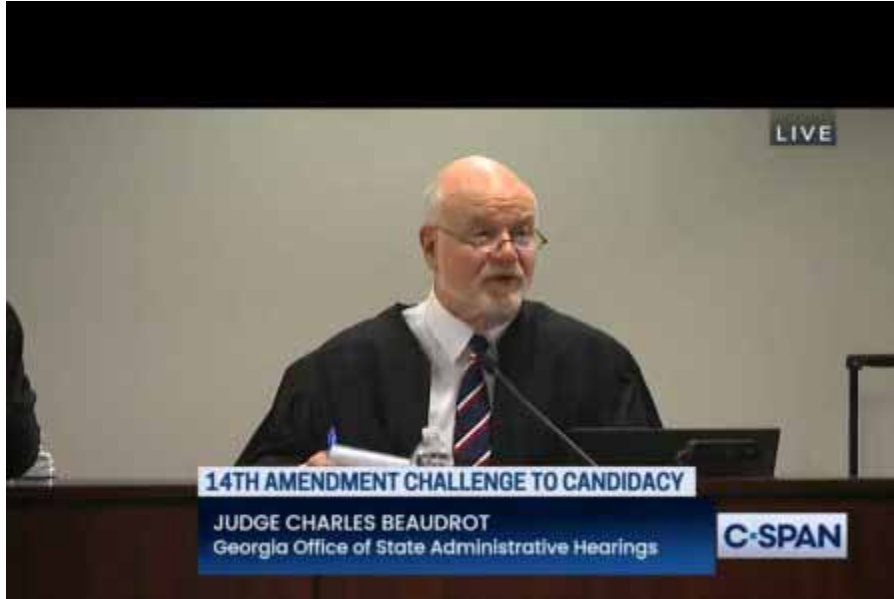 LIVE
14TH AMENDMENT CHALLENGE TO CANDIDACY
JUDGE CHARLES BEAUDROT
Georgia Office of State Administrative Hearings
C-SPAN